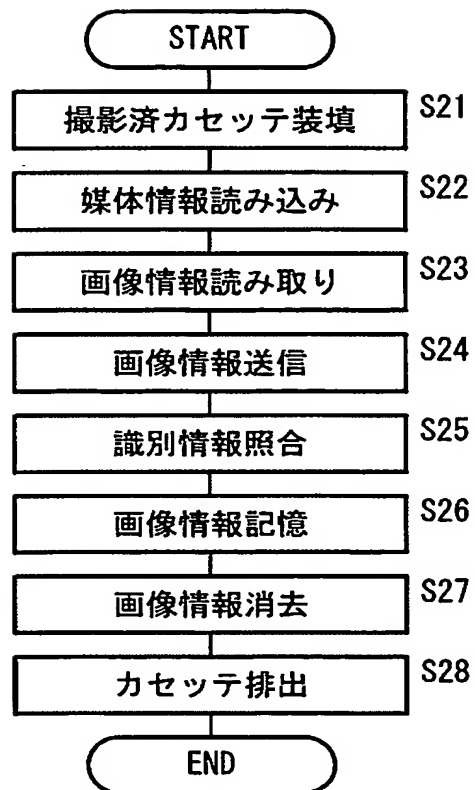 START
撮影済カセッテ装填 S21
媒体情報読み込み S22
画像情報読み取り S23
画像情報送信 S24
識別情報照合 S25
画像情報記憶 S26
画像情報消去 S27
カセッテ排出 S28
END